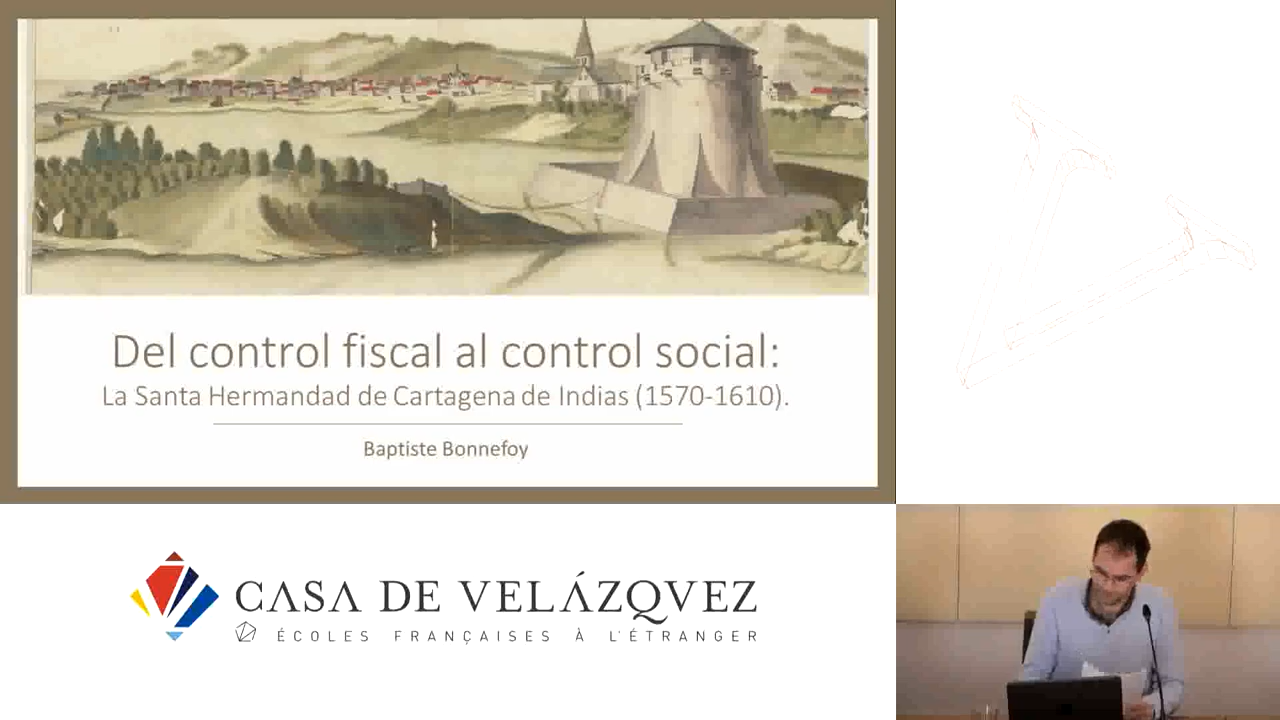 Del control fiscal al control social:
La Santa Hermandad de Cartagena de Indias (1570-1610).
Baptiste Bonnefoy
CASA DE VELÁZQVEZ
ÉCOLES FRANÇAISES À L'ÉTRANGER